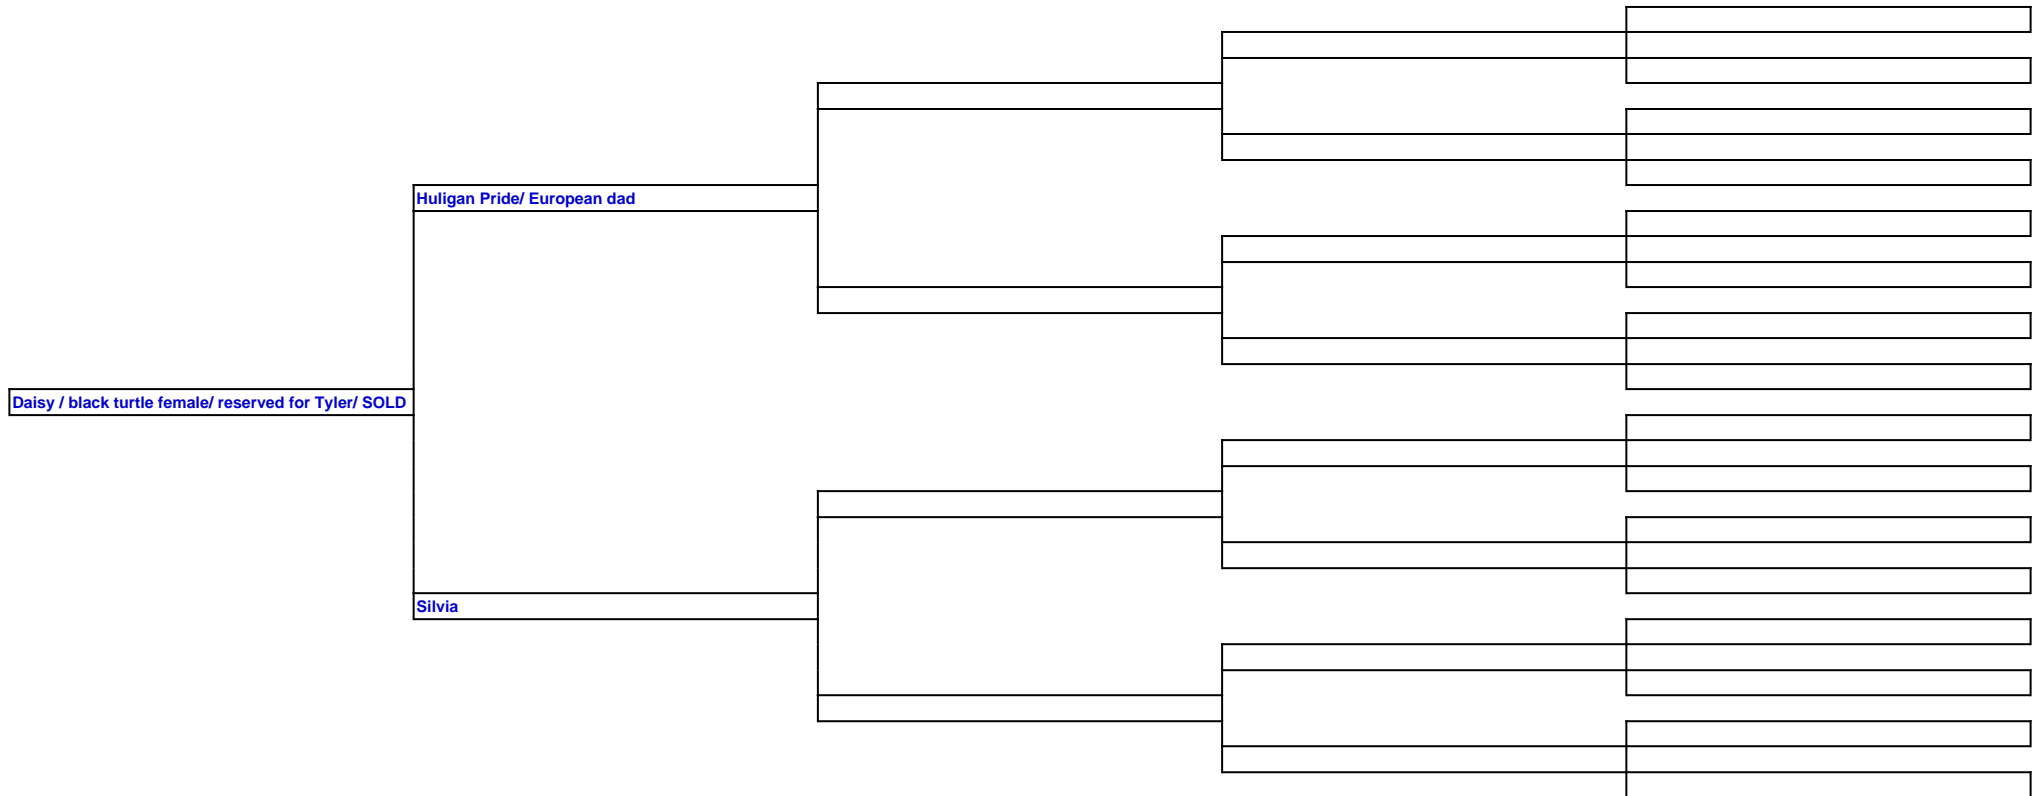 Huligan Pride/ European dad
Daisy / black turtle female/ reserved for Tyler/ SOLD
Silvia